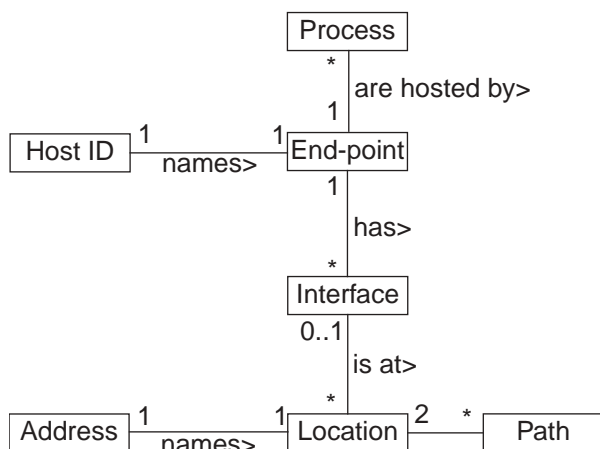 Process
*
are hosted by>
1
Host ID
1
names>
1
End-point
1
has>
*
Interface
0..1
is at>
*
Address
1
names>
1
Location
2
*
Path